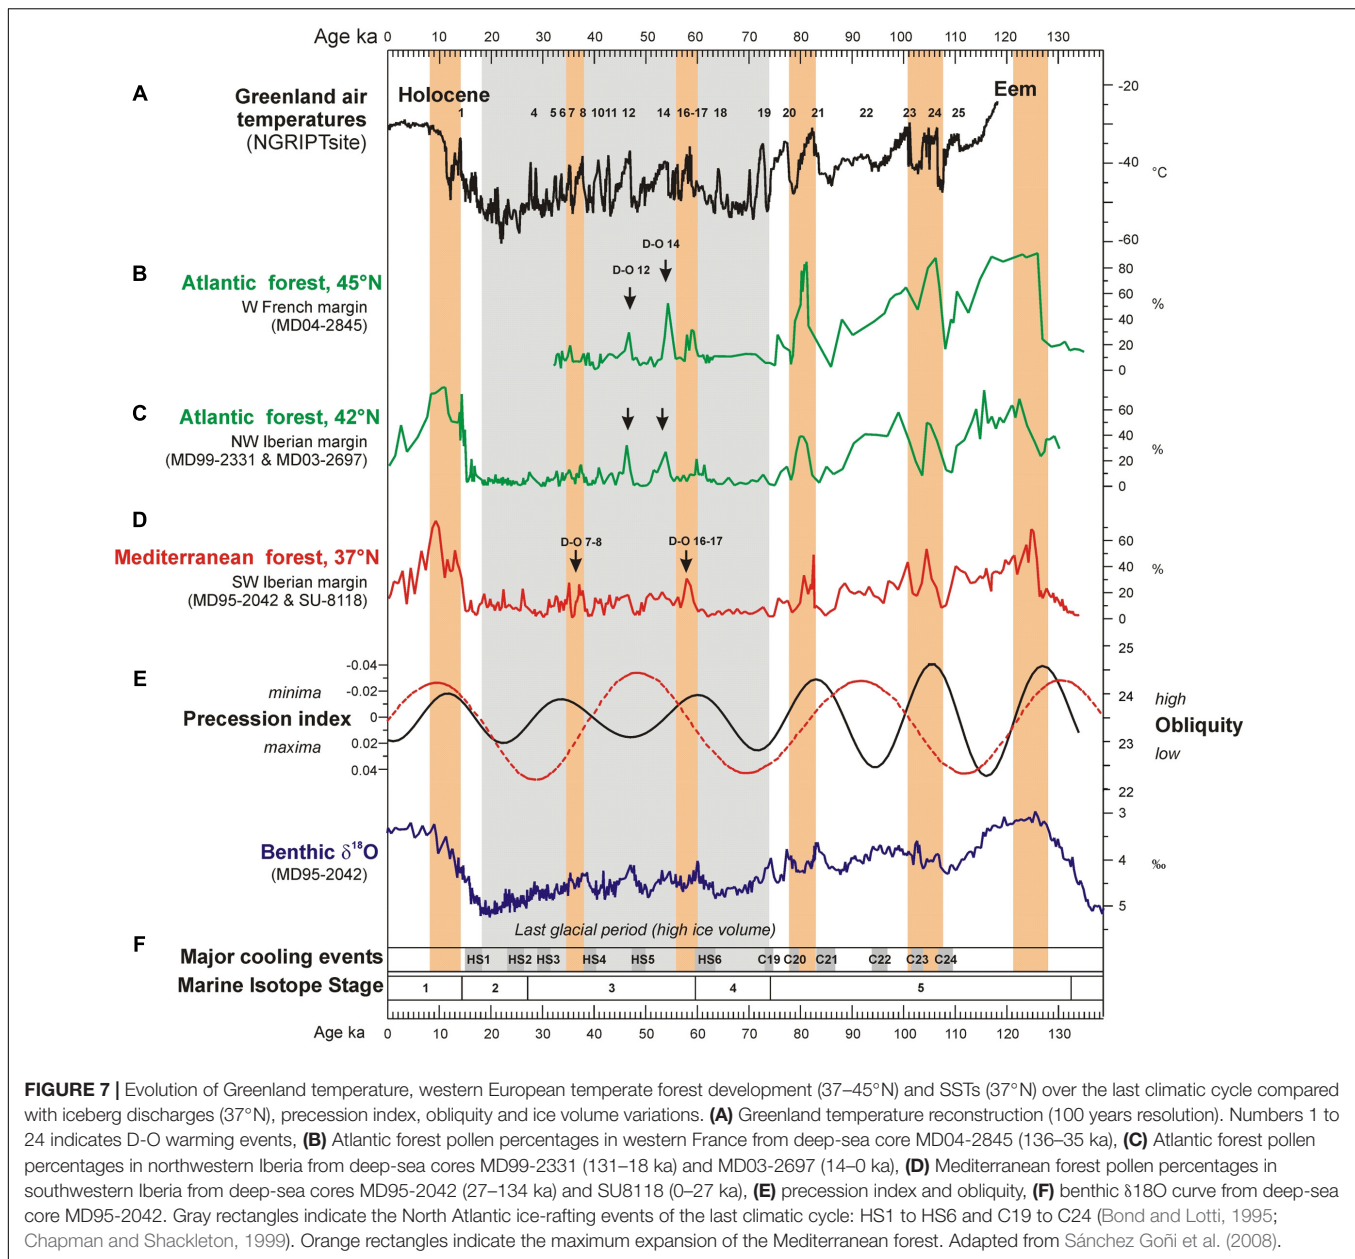 Age ka 0 10 20 30 40 50 60 70 80 90 100 110 120 130
A
Greenland air
temperatures
(NGRIPTsite)
Holocene
Eem
1 4 5 6 7 8 10 11 12 14 16-17 18 19 20 21 22 23 24 25
-20
-40
-60
°C
B
Atlantic forest, 45°N
W French margin
(MD04-2845)
D-O 14
D-O 12
80
60
40
20
0
%
C
Atlantic forest, 42°N
NW Iberian margin
(MD99-2331 & MD03-2697)
60
40
20
0
%
D
Mediterranean forest, 37°N
SW Iberian margin
(MD95-2042 & SU-8118)
D-O 7-8
D-O 16-17
60
40
20
0
%
E
Precession index
minima
maxima
-0.04
-0.02
0
0.02
0.04
25
24
23
22
high
Obliquity
low
Benthic δ¹⁸O
(MD95-2042)
3
4
5
‰
Last glacial period (high ice volume)
F
Major cooling events
HS1 HS2 HS3 HS4 HS5 HS6 C19 C20 C21 C22 C23 C24
Marine Isotope Stage
1 2 3 4 5
Age ka 0 10 20 30 40 50 60 70 80 90 100 110 120 130
FIGURE 7 | Evolution of Greenland temperature, western European temperate forest development (37–45°N) and SSTs (37°N) over the last climatic cycle compared
with iceberg discharges (37°N), precession index, obliquity and ice volume variations. (A) Greenland temperature reconstruction (100 years resolution). Numbers 1 to
24 indicates D-O warming events, (B) Atlantic forest pollen percentages in western France from deep-sea core MD04-2845 (136–35 ka), (C) Atlantic forest pollen
percentages in northwestern Iberia from deep-sea cores MD99-2331 (131–18 ka) and MD03-2697 (14–0 ka), (D) Mediterranean forest pollen percentages in
southwestern Iberia from deep-sea cores MD95-2042 (27–134 ka) and SU8118 (0–27 ka), (E) precession index and obliquity, (F) benthic δ18O curve from deep-sea
core MD95-2042. Gray rectangles indicate the North Atlantic ice-rafting events of the last climatic cycle: HS1 to HS6 and C19 to C24 (Bond and Lotti, 1995;
Chapman and Shackleton, 1999). Orange rectangles indicate the maximum expansion of the Mediterranean forest. Adapted from Sánchez Goñi et al. (2008).